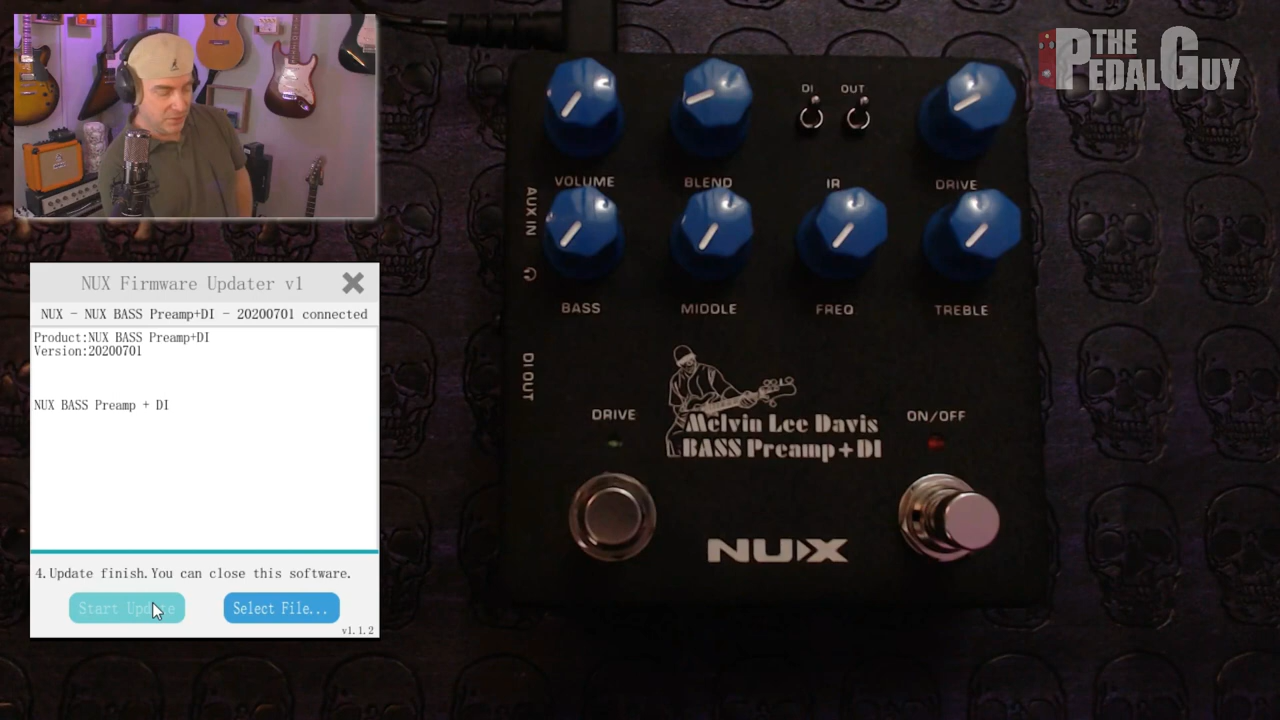 THE
PEDALGUY
NUX Firmware Updater v1
NUX - NUX BASS Preamp+DI - 20200701 connected
Product:NUX BASS Preamp+DI
Version:20200701
NUX BASS Preamp + DI
4.Update finish.You can close this software.
Start Update
Select File...
v1.1.2
DI OUT
VOLUME BLEND IR DRIVE
AUX IN
BASS MIDDLE FREQ TREBLE
DI OUT
DRIVE ON/OFF
Melvin Lee Davis
BASS Preamp+DI
NUX